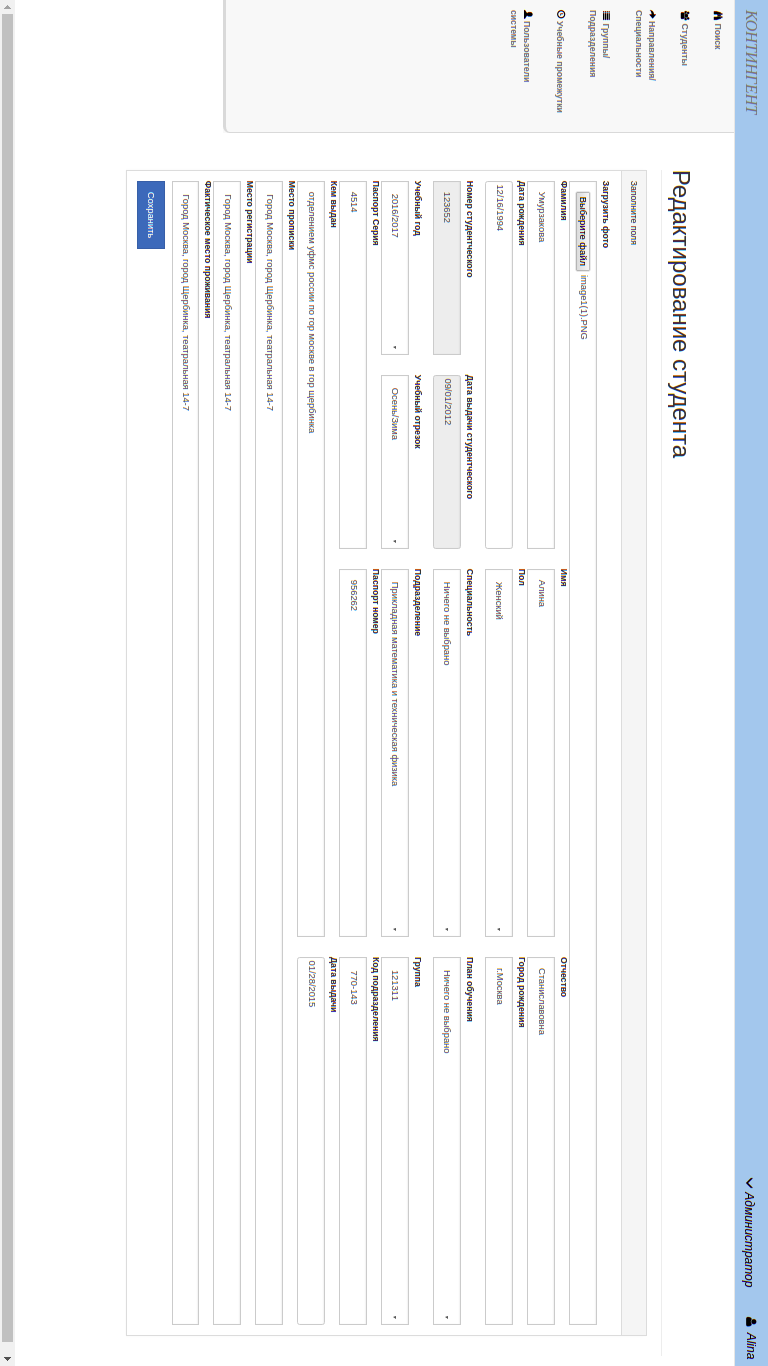 КОНТИНГЕНТ
Администратор
Alina
Поиск
Студенты
Направления/
Специальности
Группы/
Подразделения
Учебные промежутки
Пользователи
системы
Редактирование студента
Заполните поля
Загрузить фото
Выберите файл image1(1).PNG
Фамилия Имя Отчество
Умурзакова Алина Станиславовна
Дата рождения Пол Город рождения
12/16/1994 Женский г.Москва
Номер студентческого Дата выдачи студентческого Специальность План обучения
123652 09/01/2012 Ничего не выбрано Ничего не выбрано
Учебный год Учебный отрезок Подразделение Группа
2016/2017 Осень/Зима Прикладная математика и техническая физика 121311
Паспорт Серия Паспорт номер Код подразделения
4514 956262 770-143
Кем выдан Дата выдачи
отделением уфмс россии по гор москве в гор щербинка 01/28/2015
Место прописки
Город Москва, город Щербинка, театральная 14-7
Место регистрации
Город Москва, город Щербинка, театральная 14-7
Фактическое место проживания
Город Москва, город Щербинка, театральная 14-7
Сохранить